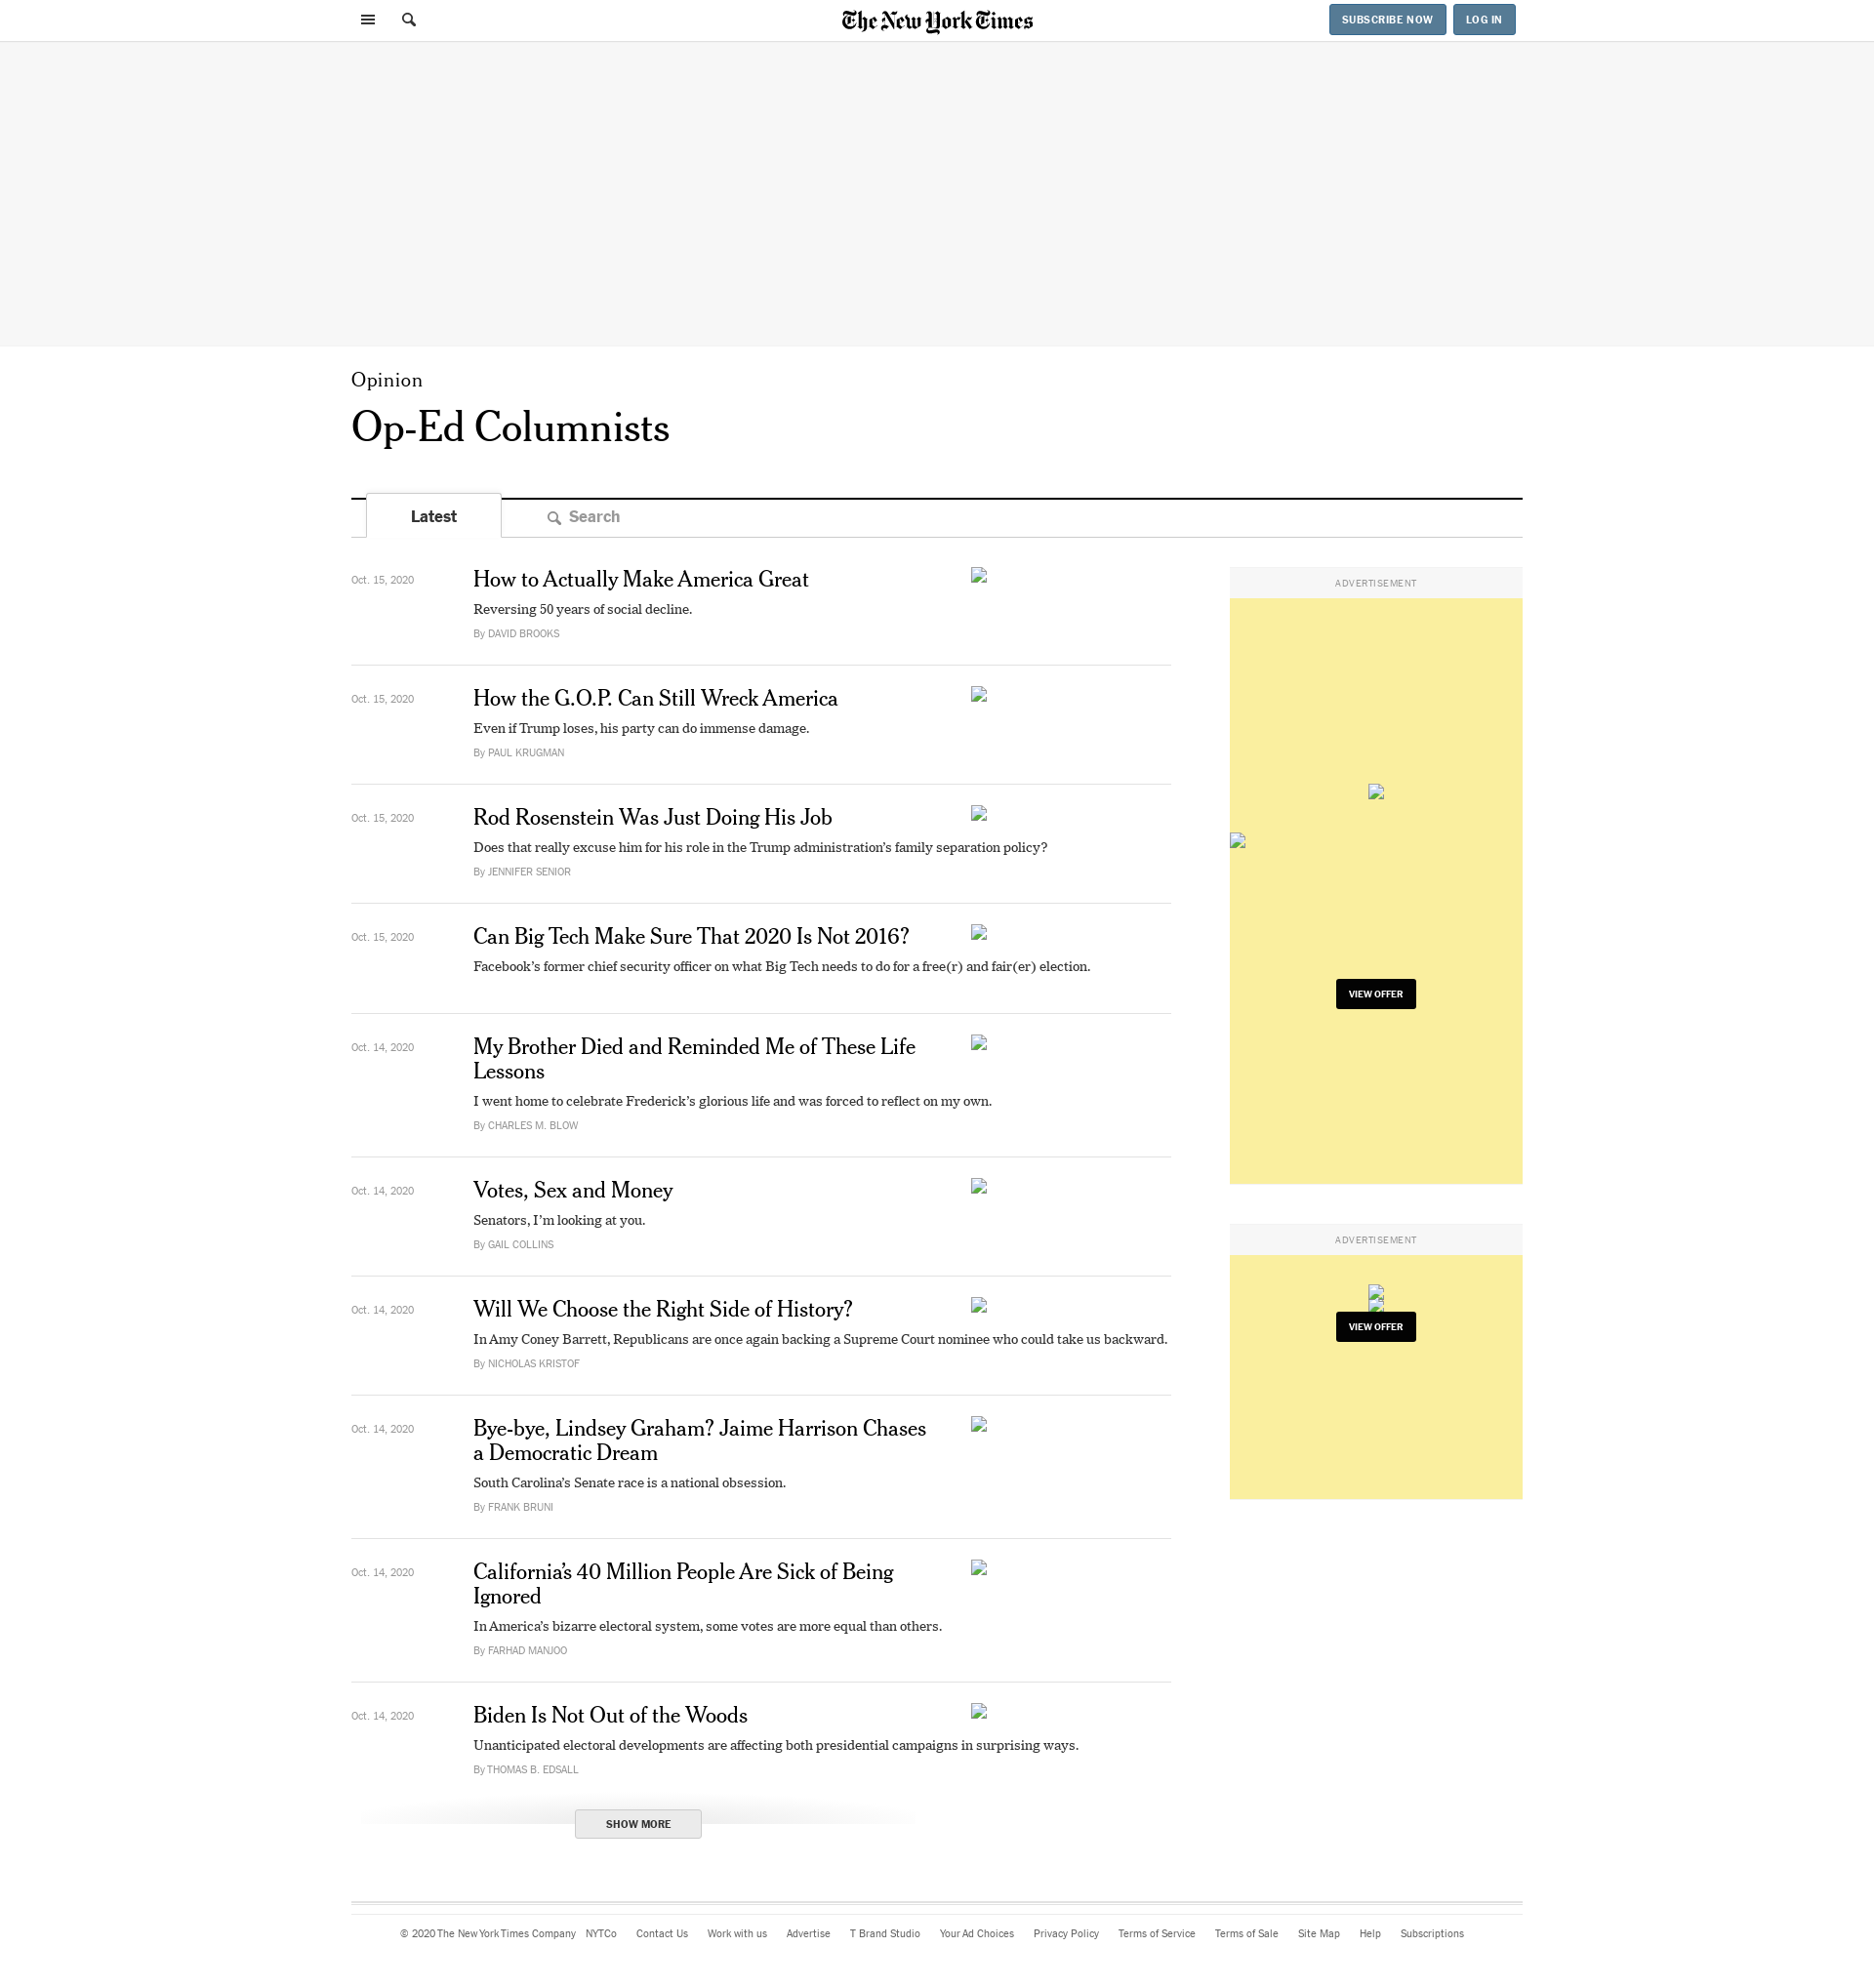 The New York Times
SUBSCRIBE NOW
LOG IN
Opinion
Op-Ed Columnists
Latest
Search
Oct. 15, 2020
How to Actually Make America Great
Reversing 50 years of social decline.
By DAVID BROOKS
Oct. 15, 2020
How the G.O.P. Can Still Wreck America
Even if Trump loses, his party can do immense damage.
By PAUL KRUGMAN
Oct. 15, 2020
Rod Rosenstein Was Just Doing His Job
Does that really excuse him for his role in the Trump administration’s family separation policy?
By JENNIFER SENIOR
Oct. 15, 2020
Can Big Tech Make Sure That 2020 Is Not 2016?
Facebook’s former chief security officer on what Big Tech needs to do for a free(r) and fair(er) election.
Oct. 14, 2020
My Brother Died and Reminded Me of These Life
Lessons
I went home to celebrate Frederick’s glorious life and was forced to reflect on my own.
By CHARLES M. BLOW
Oct. 14, 2020
Votes, Sex and Money
Senators, I’m looking at you.
By GAIL COLLINS
Oct. 14, 2020
Will We Choose the Right Side of History?
In Amy Coney Barrett, Republicans are once again backing a Supreme Court nominee who could take us backward.
By NICHOLAS KRISTOF
Oct. 14, 2020
Bye-bye, Lindsey Graham? Jaime Harrison Chases
a Democratic Dream
South Carolina’s Senate race is a national obsession.
By FRANK BRUNI
Oct. 14, 2020
California’s 40 Million People Are Sick of Being
Ignored
In America’s bizarre electoral system, some votes are more equal than others.
By FARHAD MANJOO
Oct. 14, 2020
Biden Is Not Out of the Woods
Unanticipated electoral developments are affecting both presidential campaigns in surprising ways.
By THOMAS B. EDSALL
SHOW MORE
ADVERTISEMENT
VIEW OFFER
ADVERTISEMENT
VIEW OFFER
© 2020 The New York Times Company NYTCo Contact Us Work with us Advertise T Brand Studio Your Ad Choices Privacy Policy Terms of Service Terms of Sale Site Map Help Subscriptions